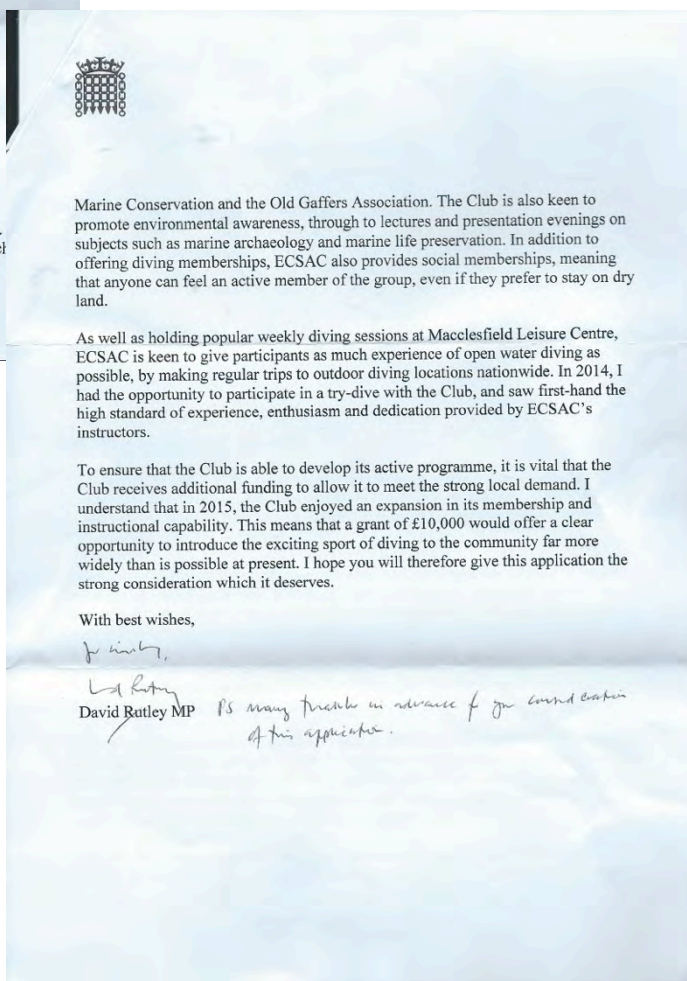 Marine Conservation and the Old Gaffers Association. The Club is also keen to
promote environmental awareness, through to lectures and presentation evenings on
subjects such as marine archaeology and marine life preservation. In addition to
offering diving memberships, ECSAC also provides social memberships, meaning
that anyone can feel an active member of the group, even if they prefer to stay on dry
land.
As well as holding popular weekly diving sessions at Macclesfield Leisure Centre,
ECSAC is keen to give participants as much experience of open water diving as
possible, by making regular trips to outdoor diving locations nationwide. In 2014, I
had the opportunity to participate in a try-dive with the Club, and saw first-hand the
high standard of experience, enthusiasm and dedication provided by ECSAC's
instructors.
To ensure that the Club is able to develop its active programme, it is vital that the
Club receives additional funding to allow it to meet the strong local demand. I
understand that in 2015, the Club enjoyed an expansion in its membership and
instructional capability. This means that a grant of £10,000 would offer a clear
opportunity to introduce the exciting sport of diving to the community far more
widely than is possible at present. I hope you will therefore give this application the
strong consideration which it deserves.
With best wishes,
David Rutley MP PS many thanks in advance for your consideration
of this application.